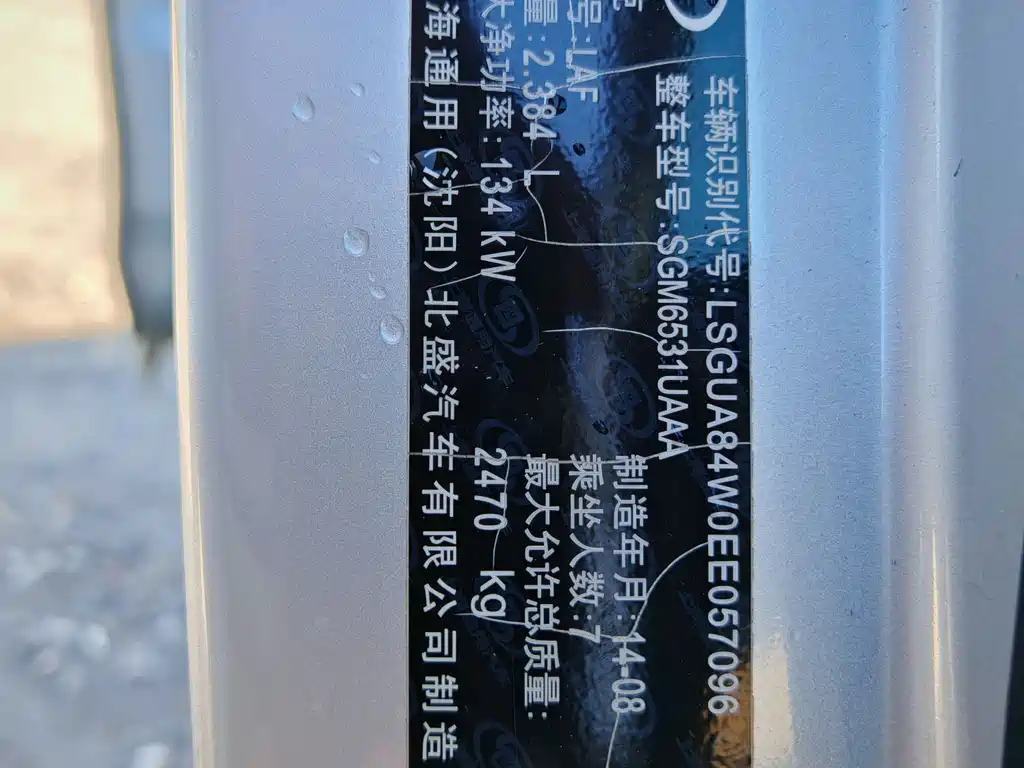 车辆识别代号:LSGUA84W0EE057096
整车型号:SGM6531UAAA
制造年月:14-08
号:LAF
乘坐人数:7
量:2.384 L
最大允许总质量:
大净功率:134 kW
2470 kg
海通用(沈阳)北盛汽车有限公司制造